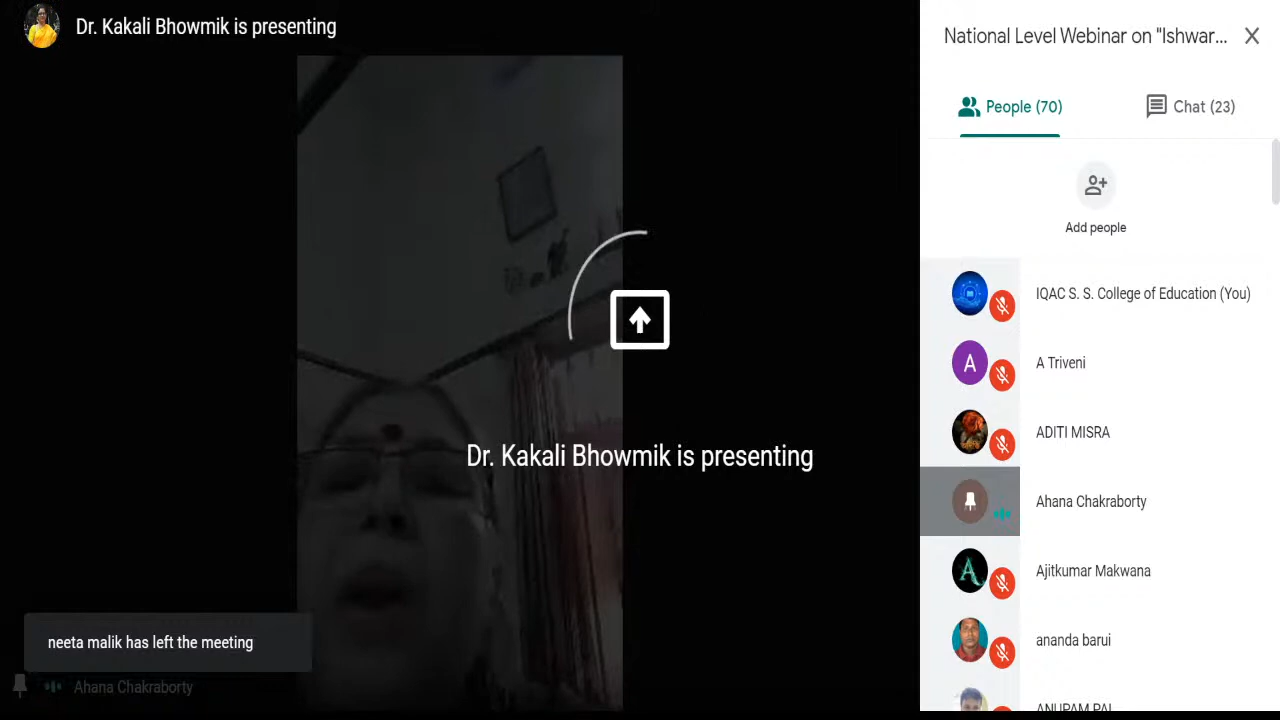 Dr. Kakali Bhowmik is presenting
National Level Webinar on "Ishwar...
People (70)
Chat (23)
Add people
IQAC S. S. College of Education (You)
A
A Triveni
ADITI MISRA
Ahana Chakraborty
Ajitkumar Makwana
ananda barui
ANUPAM PAL
Dr. Kakali Bhowmik is presenting
neeta malik has left the meeting
Ahana Chakraborty